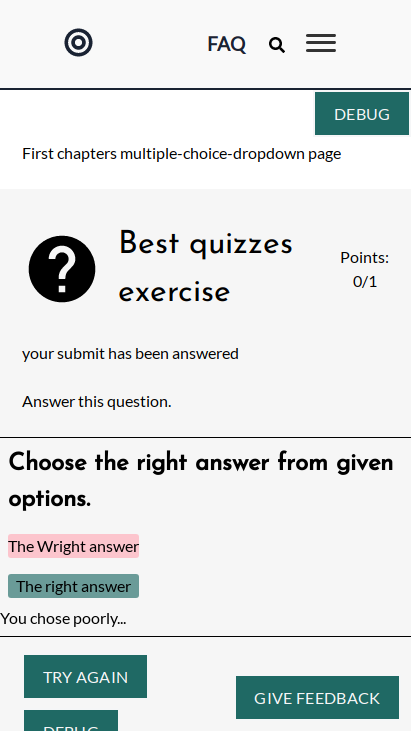 FAQ
DEBUG
First chapters multiple-choice-dropdown page
Best quizzes
exercise
Points:
0/1
your submit has been answered
Answer this question.
Choose the right answer from given
options.
The Wright answer
The right answer
You chose poorly...
TRY AGAIN
GIVE FEEDBACK
DEBUG